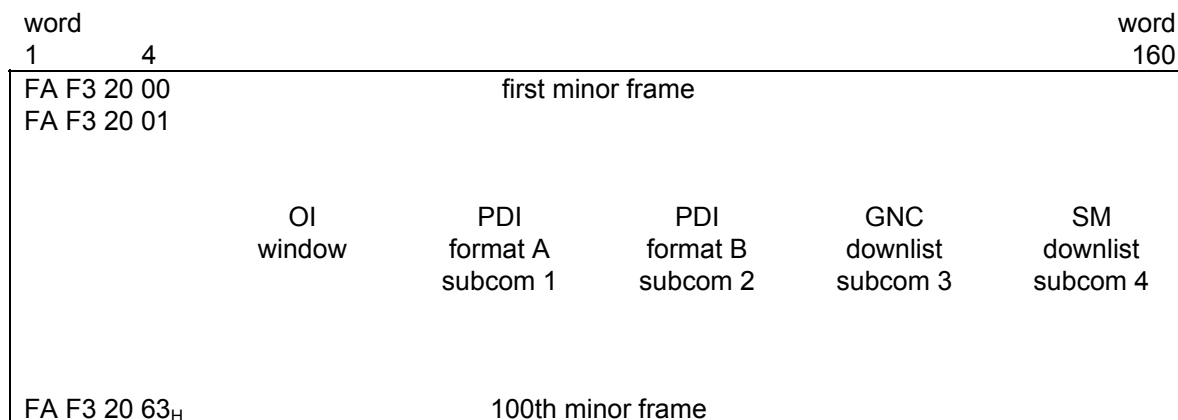 word word
1 4 160
FA F3 20 00 first minor frame
FA F3 20 01
OI PDI PDI GNC SM
window format A format B downlist downlist
subcom 1 subcom 2 subcom 3 subcom 4
FA F3 20 63H 100th minor frame